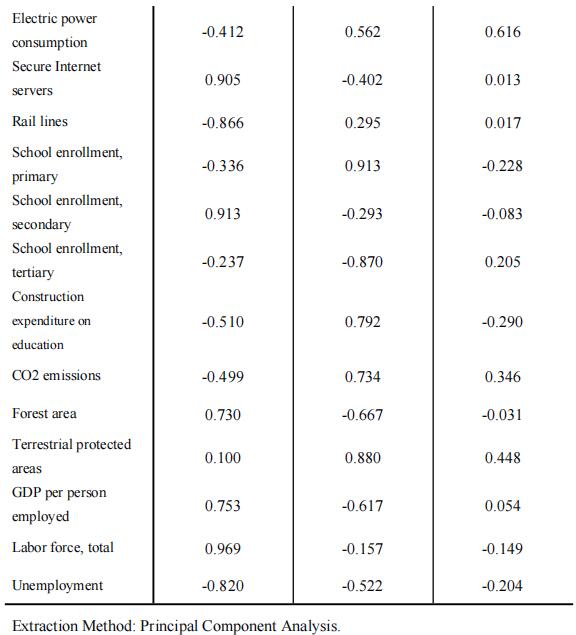 Electric power
consumption -0.412 0.562 0.616
Secure Internet
servers 0.905 -0.402 0.013
Rail lines -0.866 0.295 0.017
School enrollment,
primary -0.336 0.913 -0.228
School enrollment,
secondary 0.913 -0.293 -0.083
School enrollment,
tertiary -0.237 -0.870 0.205
Construction
expenditure on -0.510 0.792 -0.290
education
CO2 emissions -0.499 0.734 0.346
Forest area 0.730 -0.667 -0.031
Terrestrial protected
areas 0.100 0.880 0.448
GDP per person
employed 0.753 -0.617 0.054
Labor force, total 0.969 -0.157 -0.149
Unemployment -0.820 -0.522 -0.204
Extraction Method: Principal Component Analysis.